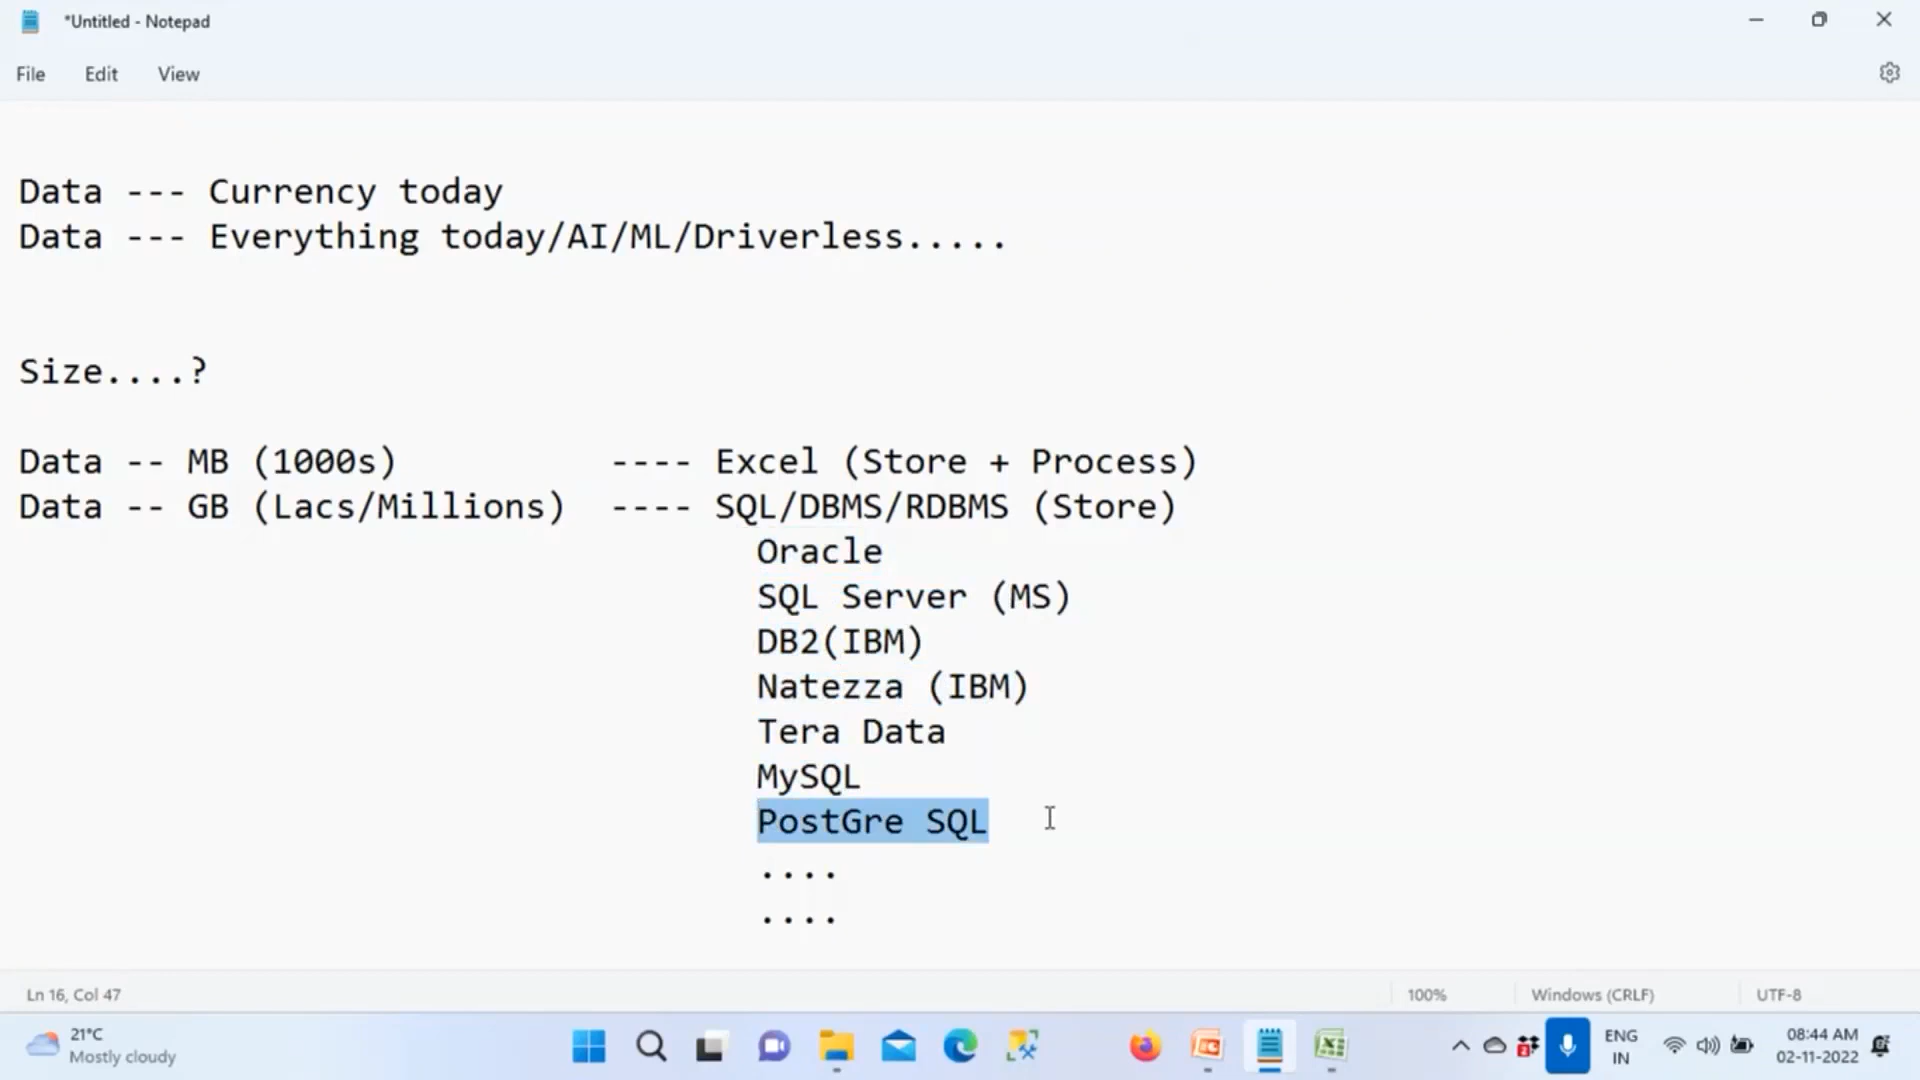 *Untitled - Notepad
File Edit View
Data --- Currency today
Data --- Everything today/AI/ML/Driverless.....
Size....?
Data -- MB (1000s) ---- Excel (Store + Process)
Data -- GB (Lacs/Millions) ---- SQL/DBMS/RDBMS (Store)
Oracle
SQL Server (MS)
DB2(IBM)
Natezza (IBM)
Tera Data
MySQL
PostGre SQL
....
....
Ln 16, Col 47 100% Windows (CRLF) UTF-8
21°C
Mostly cloudy
ENG
IN
08:44 AM
02-11-2022